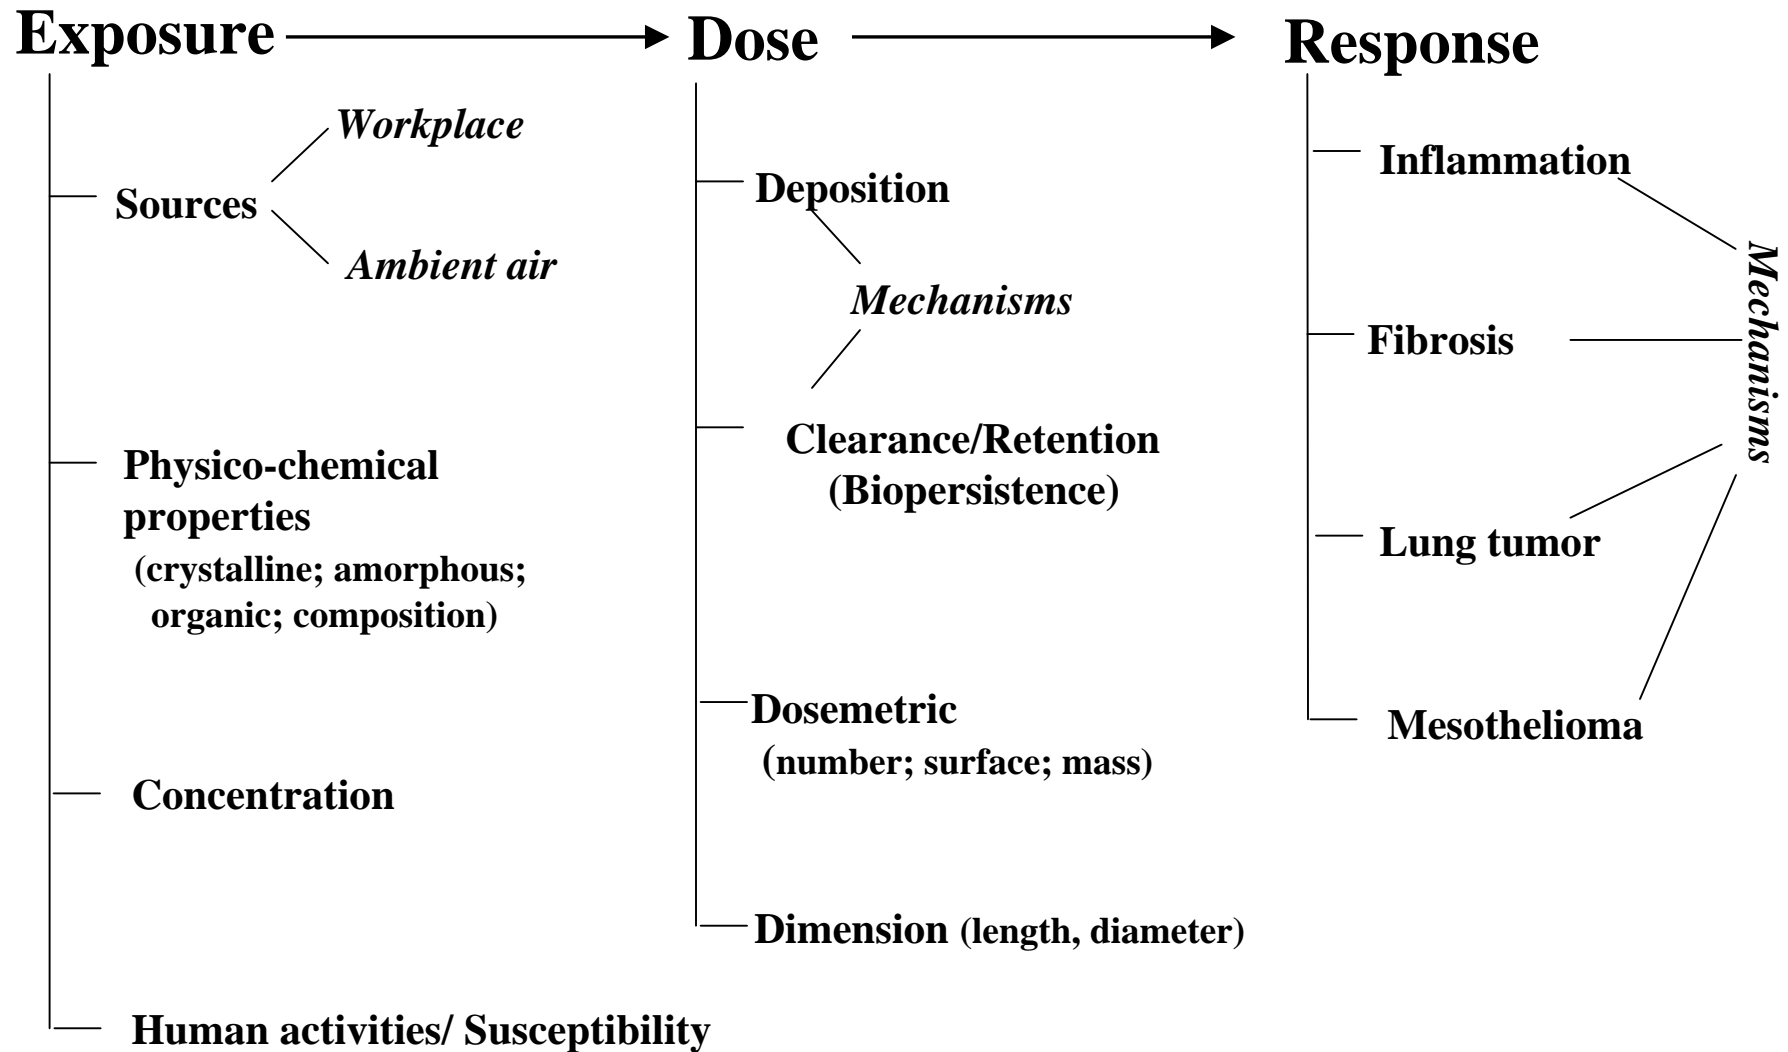 Exposure
Sources
Workplace
Ambient air
Physico-chemical
properties
(crystalline; amorphous;
organic; composition)
Concentration
Human activities/ Susceptibility
Dose
Deposition
Mechanisms
Clearance/Retention
(Biopersistence)
Dosemetric
(number; surface; mass)
Dimension (length, diameter)
Response
Inflammation
Fibrosis
Lung tumor
Mesothelioma
Mechanisms